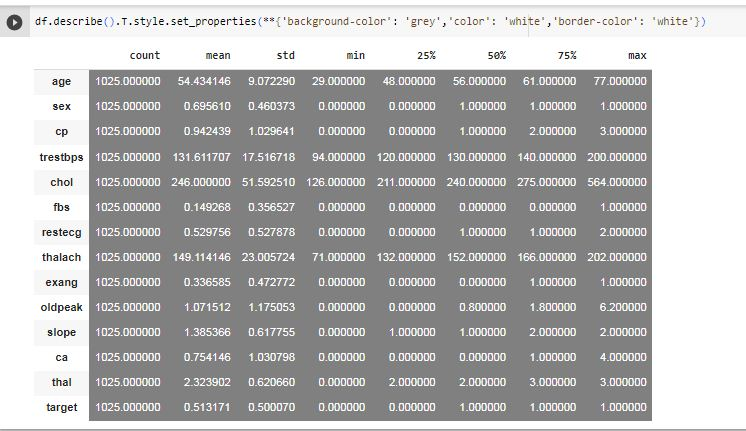 df.describe().T.style.set_properties(**{'background-color': 'grey','color': 'white','border-color': 'white'})
count mean std min 25% 50% 75% max
age 1025.000000 54.434146 9.072290 29.000000 48.000000 56.000000 61.000000 77.000000
sex 1025.000000 0.695610 0.460373 0.000000 0.000000 1.000000 1.000000 1.000000
cp 1025.000000 0.942439 1.029641 0.000000 0.000000 1.000000 2.000000 3.000000
trestbps 1025.000000 131.611707 17.516718 94.000000 120.000000 130.000000 140.000000 200.000000
chol 1025.000000 246.000000 51.592510 126.000000 211.000000 240.000000 275.000000 564.000000
fbs 1025.000000 0.149268 0.356527 0.000000 0.000000 0.000000 0.000000 1.000000
restecg 1025.000000 0.529756 0.527878 0.000000 0.000000 1.000000 1.000000 2.000000
thalach 1025.000000 149.114146 23.005724 71.000000 132.000000 152.000000 166.000000 202.000000
exang 1025.000000 0.336585 0.472772 0.000000 0.000000 0.000000 1.000000 1.000000
oldpeak 1025.000000 1.071512 1.175053 0.000000 0.000000 0.800000 1.800000 6.200000
slope 1025.000000 1.385366 0.617755 0.000000 1.000000 1.000000 2.000000 2.000000
ca 1025.000000 0.754146 1.030798 0.000000 0.000000 0.000000 1.000000 4.000000
thal 1025.000000 2.323902 0.620660 0.000000 2.000000 2.000000 3.000000 3.000000
target 1025.000000 0.513171 0.500070 0.000000 0.000000 1.000000 1.000000 1.000000